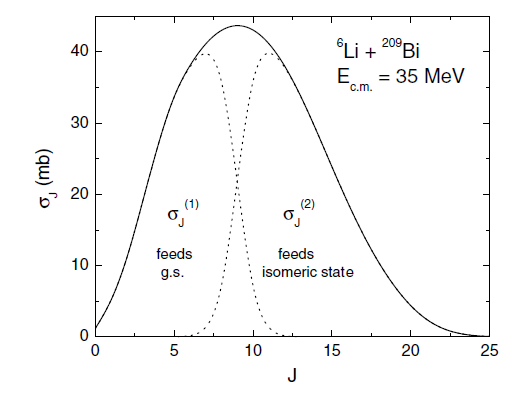 ⁶Li + ²⁰⁹Bi
E_c.m. = 35 MeV
σ_J (mb)
40
30
20
10
0
σ_J^(1)
feeds
g.s.
σ_J^(2)
feeds
isomeric state
0 5 10 15 20 25
J